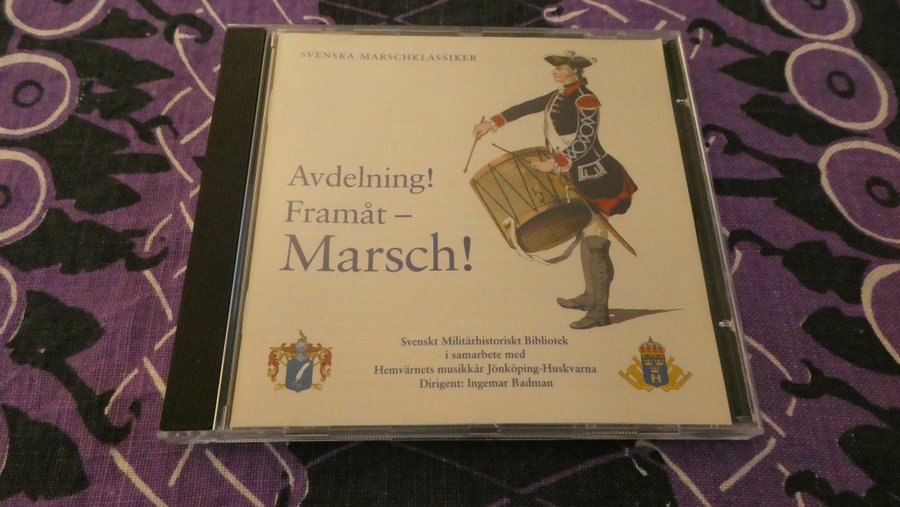 SVENSKA MARSCHKLASSIKER
Avdelning!
Framåt –
Marsch!
Svenskt Militärhistoriskt Bibliotek
i samarbete med
Hemvärnets musikkår Jönköping-Huskvarna
Dirigent: Ingemar Badman
H